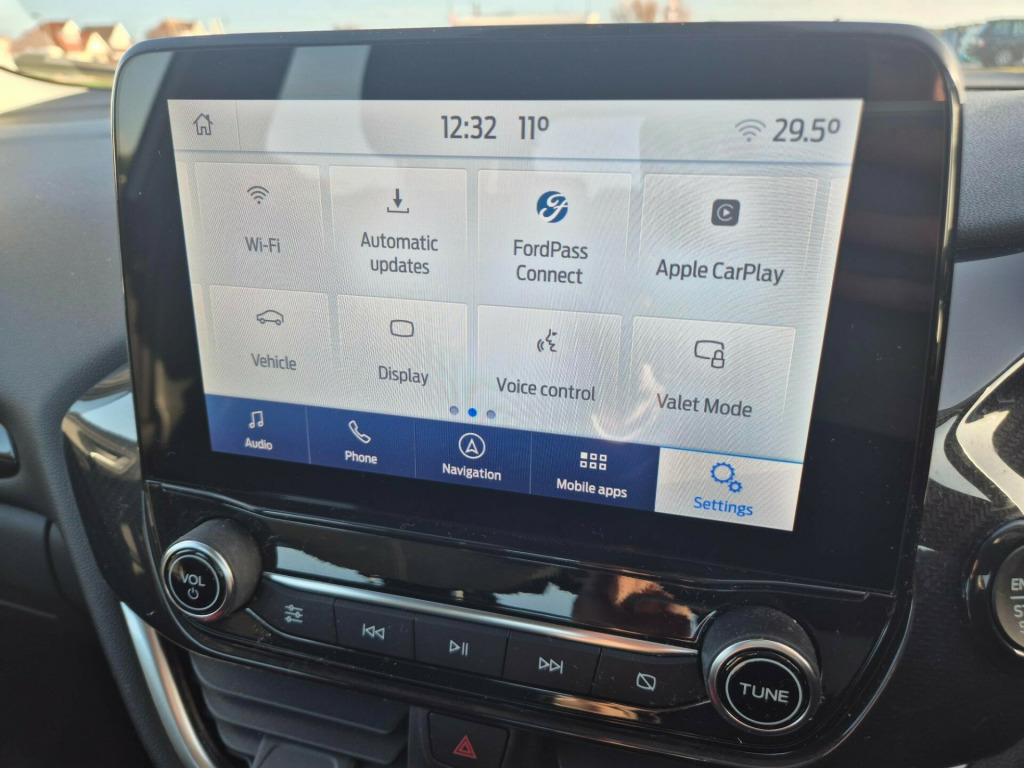 12:32 11° 29.5°
Wi-Fi
Automatic
updates
FordPass
Connect
Apple CarPlay
Vehicle
Display
Voice control
Valet Mode
Audio
Phone
Navigation
Mobile apps
Settings
VOL
TUNE